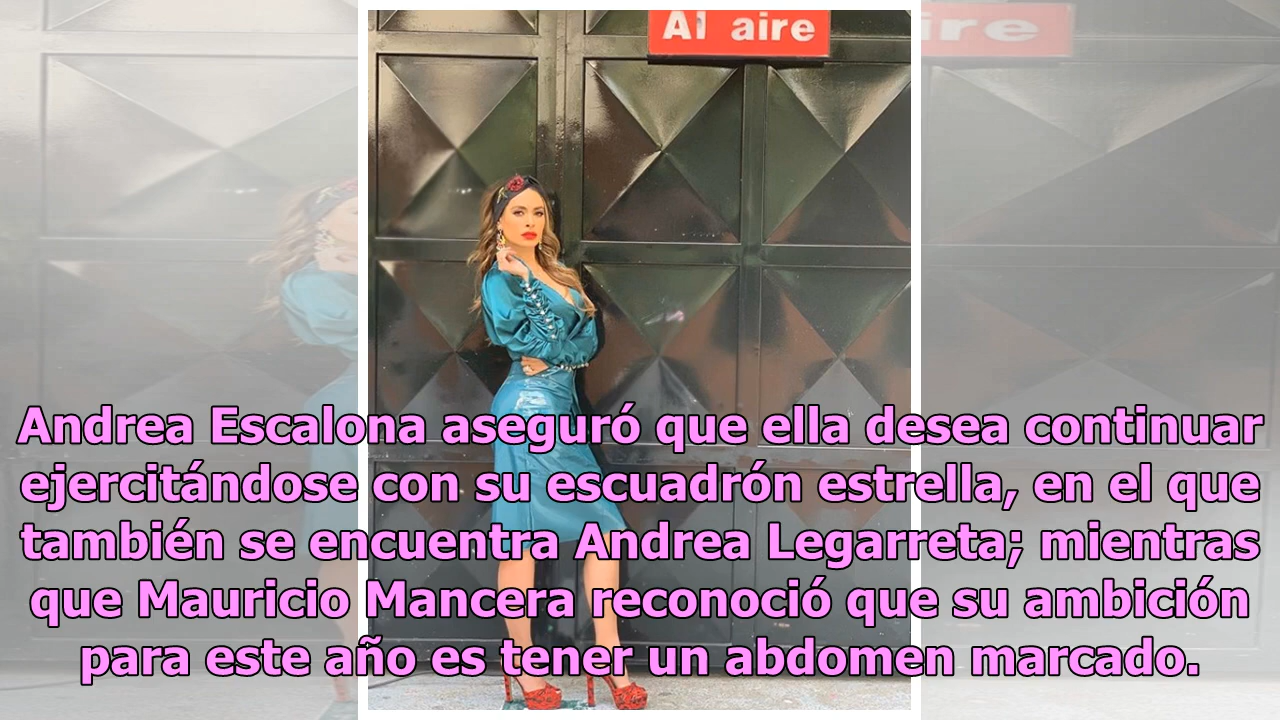 Al aire
ire
Andrea Escalona aseguró que ella desea continuar
ejercitándose con su escuadrón estrella, en el que
también se encuentra Andrea Legarreta; mientras
que Mauricio Mancera reconoció que su ambición
para este año es tener un abdomen marcado.